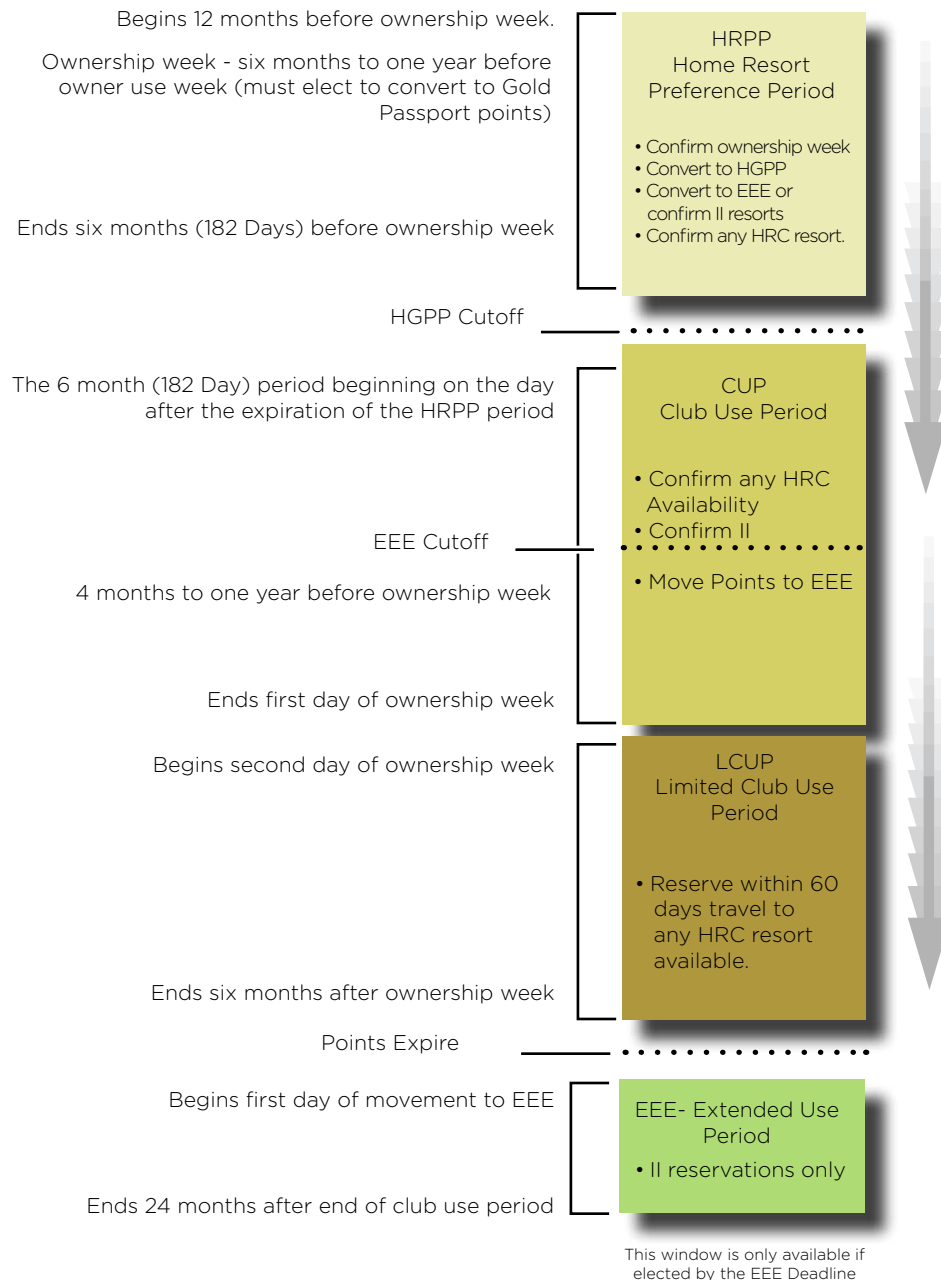 Begins 12 months before ownership week.
Ownership week - six months to one year before
owner use week (must elect to convert to Gold
Passport points)
Ends six months (182 Days) before ownership week
HRPP
Home Resort
Preference Period
• Confirm ownership week
• Convert to HGPP
• Convert to EEE or
confirm II resorts
• Confirm any HRC resort.
HGPP Cutoff
The 6 month (182 Day) period beginning on the day
after the expiration of the HRPP period
CUP
Club Use Period
• Confirm any HRC
Availability
• Confirm II
EEE Cutoff
4 months to one year before ownership week
• Move Points to EEE
Ends first day of ownership week
Begins second day of ownership week
LCUP
Limited Club Use
Period
• Reserve within 60
days travel to
any HRC resort
available.
Ends six months after ownership week
Points Expire
Begins first day of movement to EEE
EEE- Extended Use
Period
• II reservations only
Ends 24 months after end of club use period
This window is only available if
elected by the EEE Deadline